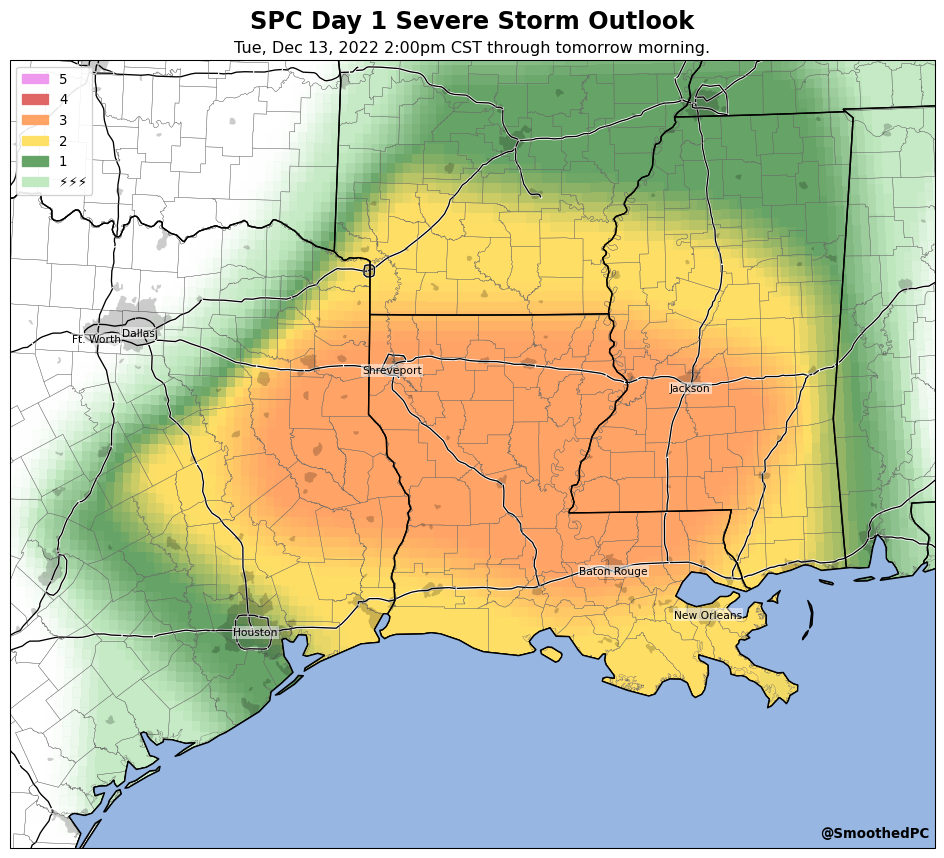 SPC Day 1 Severe Storm Outlook
Tue, Dec 13, 2022 2:00pm CST through tomorrow morning.
5
4
3
2
1
⚡⚡⚡
Ft. Worth
Dallas
Shreveport
Jackson
Baton Rouge
New Orleans
Houston
@SmoothedPC